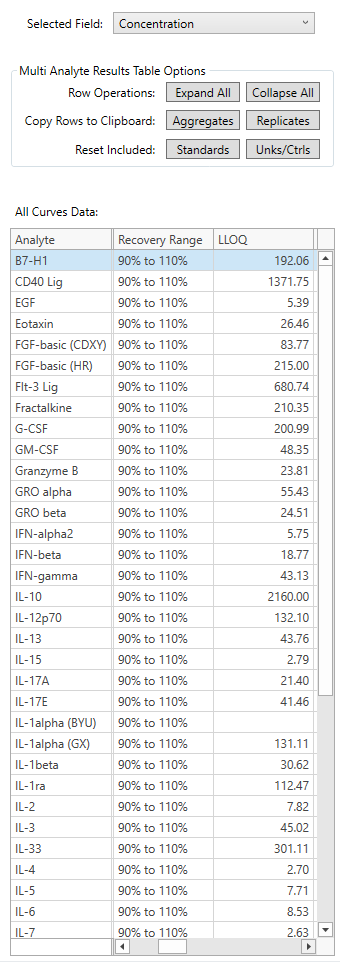 Selected Field: Concentration
Multi Analyte Results Table Options
Row Operations: Expand All Collapse All
Copy Rows to Clipboard: Aggregates Replicates
Reset Included: Standards Unks/Ctrls
All Curves Data:
Analyte Recovery Range LLOQ
B7-H1 90% to 110% 192.06
CD40 Lig 90% to 110% 1371.75
EGF 90% to 110% 5.39
Eotaxin 90% to 110% 26.46
FGF-basic (CDXY) 90% to 110% 83.77
FGF-basic (HR) 90% to 110% 215.00
Flt-3 Lig 90% to 110% 680.74
Fractalkine 90% to 110% 210.35
G-CSF 90% to 110% 200.99
GM-CSF 90% to 110% 48.35
Granzyme B 90% to 110% 23.81
GRO alpha 90% to 110% 55.43
GRO beta 90% to 110% 24.51
IFN-alpha2 90% to 110% 5.75
IFN-beta 90% to 110% 18.77
IFN-gamma 90% to 110% 43.13
IL-10 90% to 110% 2160.00
IL-12p70 90% to 110% 132.10
IL-13 90% to 110% 43.76
IL-15 90% to 110% 2.79
IL-17A 90% to 110% 21.40
IL-17E 90% to 110% 41.46
IL-1alpha (BYU) 90% to 110%
IL-1alpha (GX) 90% to 110% 131.11
IL-1beta 90% to 110% 30.62
IL-1ra 90% to 110% 112.47
IL-2 90% to 110% 7.82
IL-3 90% to 110% 45.02
IL-33 90% to 110% 301.11
IL-4 90% to 110% 2.70
IL-5 90% to 110% 7.71
IL-6 90% to 110% 8.53
IL-7 90% to 110% 2.63